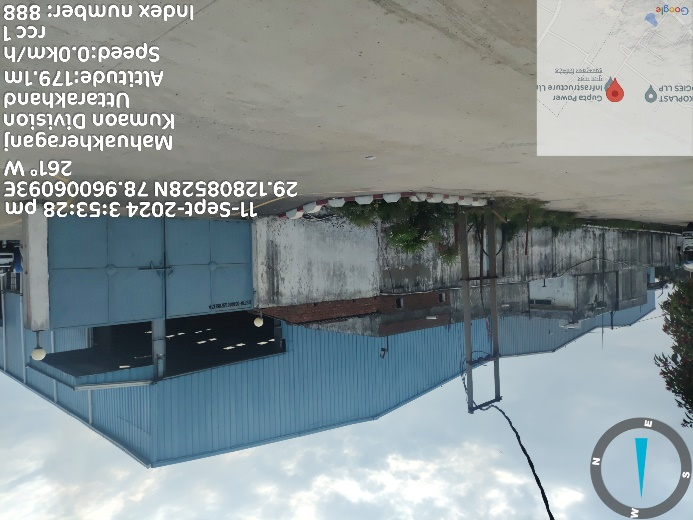 11-Sept-2024 3:53:28 pm
29.12808528N 78.96006093E
261° W
Mahuakheraganj
Kumaon Division
Uttarakhand
Altitude:179.1m
Speed:0.0km/h
rcc 1
Index number: 888
Gupta Power
Infrastructure Lim
Google
N
E
S
W